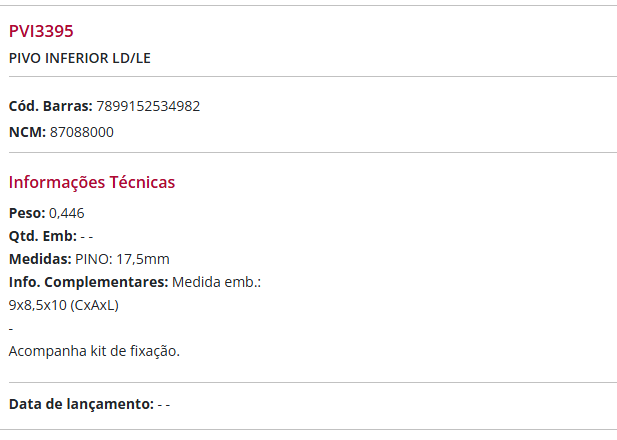 PVI3395
PIVO INFERIOR LD/LE
Cód. Barras: 7899152534982
NCM: 87088000
Informações Técnicas
Peso: 0,446
Qtd. Emb: - -
Medidas: PINO: 17,5mm
Info. Complementares: Medida emb.:
9x8,5x10 (CxAxL)
-
Acompanha kit de fixação.
Data de lançamento: - -